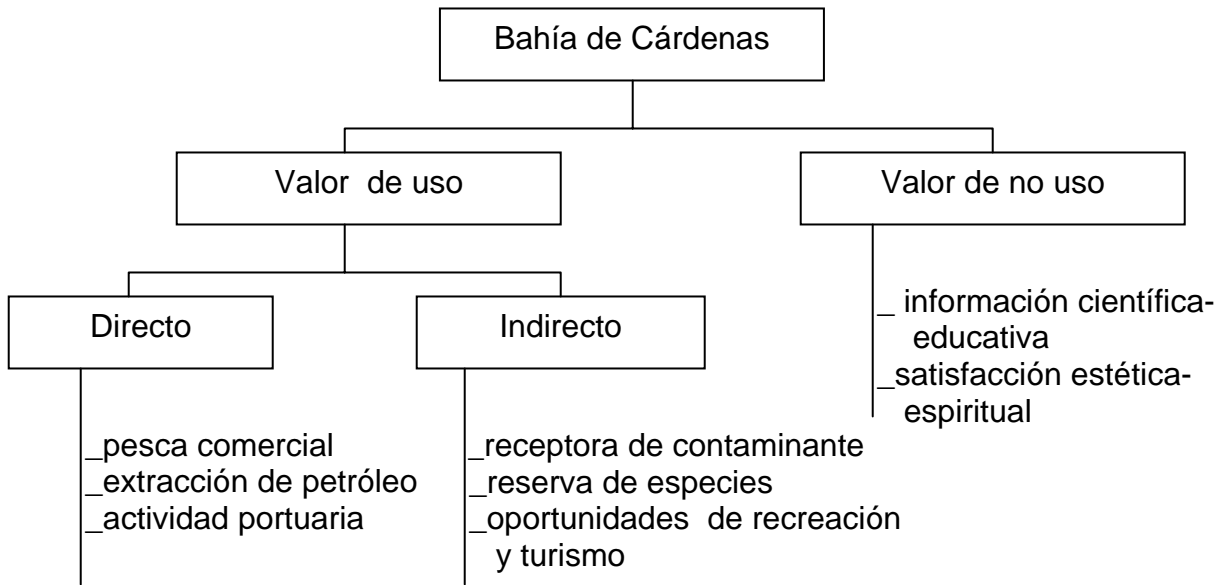 Bahía de Cárdenas
Valor de uso
Valor de no uso
Directo
Indirecto
_ información científica-
educativa
_satisfacción estética-
espiritual
_pesca comercial
_extracción de petróleo
_actividad portuaria
_receptora de contaminante
_reserva de especies
_oportunidades de recreación
y turismo